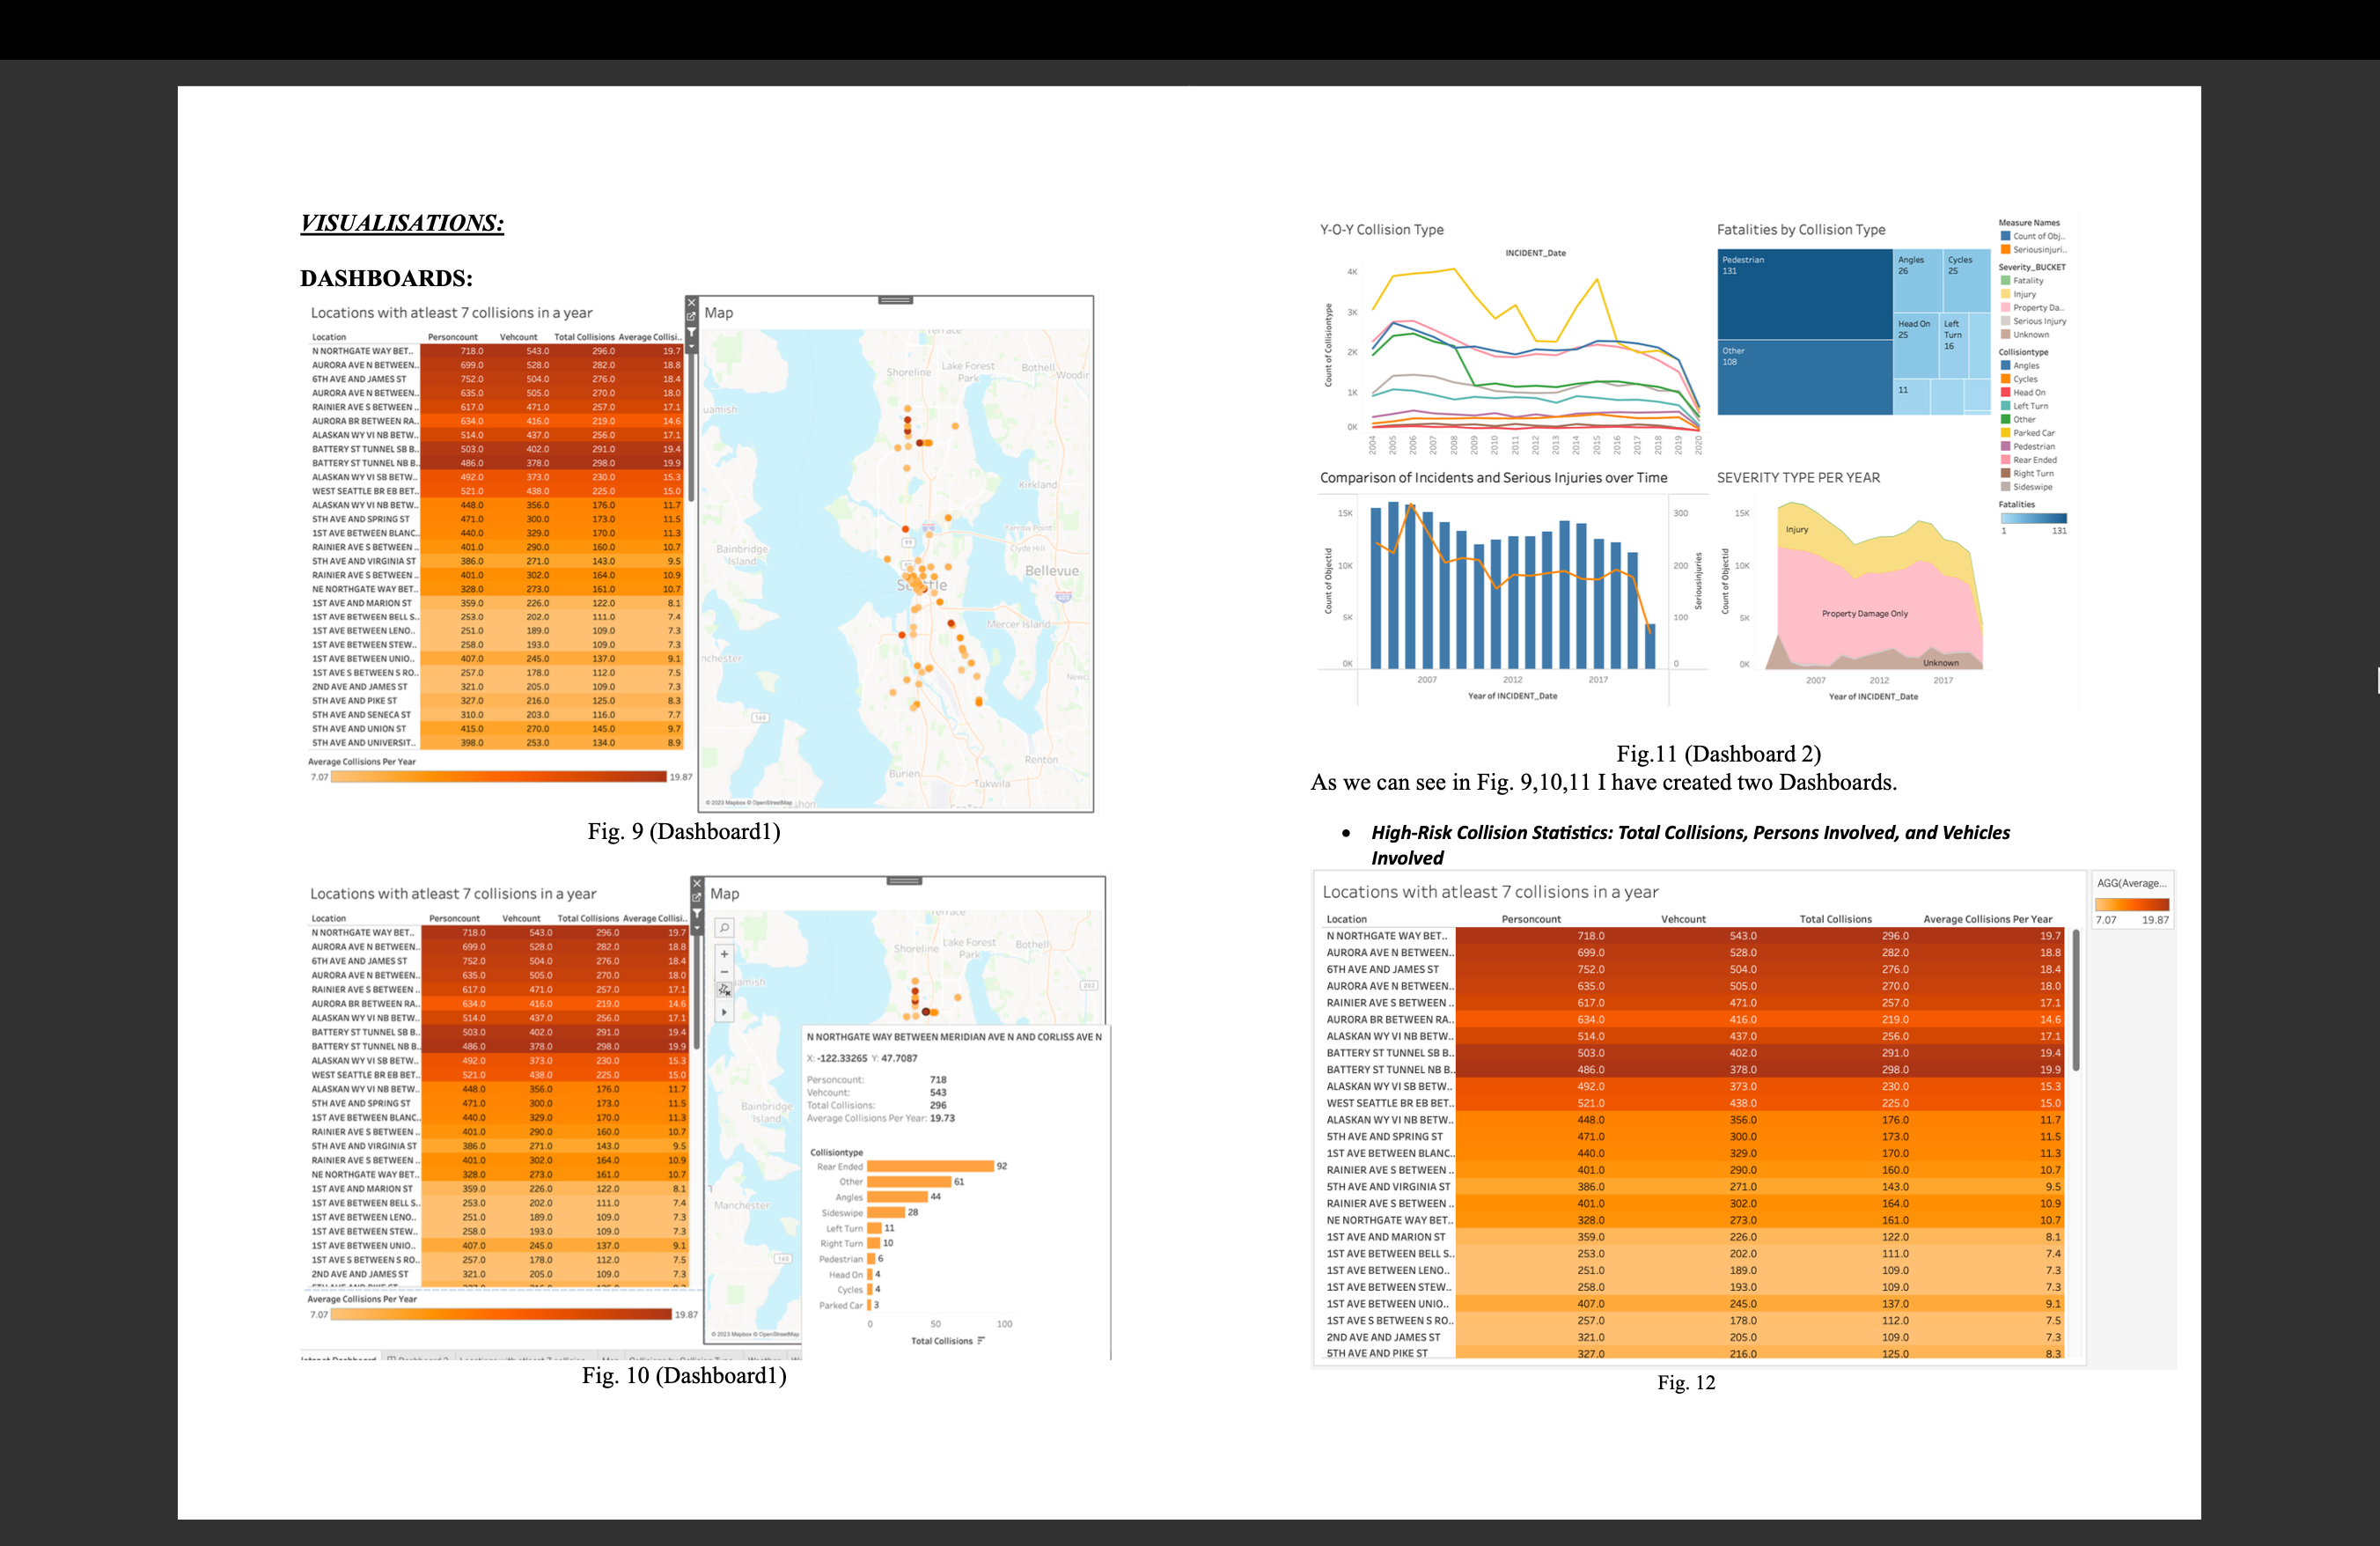 VISUALISATIONS:
DASHBOARDS:
Locations with atleast 7 collisions in a year
Location Personcount Vehcount Total Collisions Average Collisi..
N NORTHGATE WAY BET.. 718.0 543.0 296.0 19.7
AURORA AVE N BETWEEN.. 699.0 528.0 282.0 18.8
6TH AVE AND JAMES ST 752.0 504.0 276.0 18.4
AURORA AVE N BETWEEN.. 635.0 505.0 270.0 18.0
RAINIER AVE S BETWEEN .. 617.0 471.0 257.0 17.1
AURORA BR BETWEEN RA.. 634.0 416.0 219.0 14.6
ALASKAN WY VI NB BETW.. 514.0 437.0 256.0 17.1
BATTERY ST TUNNEL SB B.. 503.0 402.0 291.0 19.4
BATTERY ST TUNNEL NB B.. 486.0 378.0 298.0 19.9
ALASKAN WY VI SB BETW.. 492.0 373.0 230.0 15.3
WEST SEATTLE BR EB BET.. 521.0 438.0 225.0 15.0
ALASKAN WY VI NB BETW.. 448.0 356.0 176.0 11.7
5TH AVE AND SPRING ST 471.0 300.0 173.0 11.5
1ST AVE BETWEEN BLANC.. 440.0 329.0 170.0 11.3
RAINIER AVE S BETWEEN .. 401.0 290.0 160.0 10.7
5TH AVE AND VIRGINIA ST 386.0 271.0 143.0 9.5
RAINIER AVE S BETWEEN .. 401.0 302.0 164.0 10.9
NE NORTHGATE WAY BET.. 328.0 273.0 161.0 10.7
1ST AVE AND MARION ST 359.0 226.0 122.0 8.1
1ST AVE BETWEEN BELL S.. 253.0 202.0 111.0 7.4
1ST AVE BETWEEN LENO.. 251.0 189.0 109.0 7.3
1ST AVE BETWEEN STEW.. 258.0 193.0 109.0 7.3
1ST AVE BETWEEN UNIO.. 407.0 245.0 137.0 9.1
1ST AVE S BETWEEN S RO.. 257.0 178.0 112.0 7.5
2ND AVE AND JAMES ST 321.0 205.0 109.0 7.3
5TH AVE AND PIKE ST 327.0 216.0 125.0 8.3
5TH AVE AND SENECA ST 310.0 203.0 116.0 7.7
5TH AVE AND UNION ST 415.0 270.0 145.0 9.7
5TH AVE AND UNIVERSIT.. 398.0 253.0 134.0 8.9
Average Collisions Per Year
7.07 19.87
Map
Shoreline
Lake Forest
Park
Bothell
Woodin
uamish
Kirkland
Yarrow Point
99
Clyde Hill
Bainbridge
Island
Bellevue
Seattle
Mercer Island
nchester
160
Renton
Burien
Tukwila
© 2023 Mapbox © OpenStreetMap
shon
Fig. 9 (Dashboard1)
Locations with atleast 7 collisions in a year
Location Personcount Vehcount Total Collisions Average Collisi..
N NORTHGATE WAY BET.. 718.0 543.0 296.0 19.7
AURORA AVE N BETWEEN.. 699.0 528.0 282.0 18.8
6TH AVE AND JAMES ST 752.0 504.0 276.0 18.4
AURORA AVE N BETWEEN.. 635.0 505.0 270.0 18.0
RAINIER AVE S BETWEEN .. 617.0 471.0 257.0 17.1
AURORA BR BETWEEN RA.. 634.0 416.0 219.0 14.6
ALASKAN WY VI NB BETW.. 514.0 437.0 256.0 17.1
BATTERY ST TUNNEL SB B.. 503.0 402.0 291.0 19.4
BATTERY ST TUNNEL NB B.. 486.0 378.0 298.0 19.9
ALASKAN WY VI SB BETW.. 492.0 373.0 230.0 15.3
WEST SEATTLE BR EB BET.. 521.0 438.0 225.0 15.0
ALASKAN WY VI NB BETW.. 448.0 356.0 176.0 11.7
5TH AVE AND SPRING ST 471.0 300.0 173.0 11.5
1ST AVE BETWEEN BLANC.. 440.0 329.0 170.0 11.3
RAINIER AVE S BETWEEN .. 401.0 290.0 160.0 10.7
5TH AVE AND VIRGINIA ST 386.0 271.0 143.0 9.5
RAINIER AVE S BETWEEN .. 401.0 302.0 164.0 10.9
NE NORTHGATE WAY BET.. 328.0 273.0 161.0 10.7
1ST AVE AND MARION ST 359.0 226.0 122.0 8.1
1ST AVE BETWEEN BELL S.. 253.0 202.0 111.0 7.4
1ST AVE BETWEEN LENO.. 251.0 189.0 109.0 7.3
1ST AVE BETWEEN STEW.. 258.0 193.0 109.0 7.3
1ST AVE BETWEEN UNIO.. 407.0 245.0 137.0 9.1
1ST AVE S BETWEEN S RO.. 257.0 178.0 112.0 7.5
2ND AVE AND JAMES ST 321.0 205.0 109.0 7.3
Average Collisions Per Year
7.07 19.87
Map
Shoreline
Lake Forest
Park
Bothell
202
amish
Bainbridge
Island
Manchester
160
© 2023 Mapbox © OpenStreetMap
N NORTHGATE WAY BETWEEN MERIDIAN AVE N AND CORLISS AVE N
X: -122.33265 Y: 47.7087
Personcount: 718
Vehcount: 543
Total Collisions: 296
Average Collisions Per Year: 19.73
Collisiontype
Rear Ended 92
Other 61
Angles 44
Sideswipe 28
Left Turn 11
Right Turn 10
Pedestrian 6
Head On 4
Cycles 4
Parked Car 3
0 50 100
Total Collisions
Fig. 10 (Dashboard1)
Y-O-Y Collision Type
INCIDENT_Date
Count of Collisiontype
4K
3K
2K
1K
0K
2004 2005 2006 2007 2008 2009 2010 2011 2012 2013 2014 2015 2016 2017 2018 2019 2020
Fatalities by Collision Type
Pedestrian
131
Other
108
Angles
26
Cycles
25
Head On
25
Left
Turn
16
11
Measure Names
Count of Obj..
Seriousinjuri..
Severity_BUCKET
Fatality
Injury
Property Da..
Serious Injury
Unknown
Collisiontype
Angles
Cycles
Head On
Left Turn
Other
Parked Car
Pedestrian
Rear Ended
Right Turn
Sideswipe
Fatalities
1 131
Comparison of Incidents and Serious Injuries over Time
Count of Objectid
15K
10K
5K
0K
300
200
100
0
Seriousinjuries
2007 2012 2017
Year of INCIDENT_Date
SEVERITY TYPE PER YEAR
Count of Objectid
15K
10K
5K
0K
Injury
Property Damage Only
Unknown
2007 2012 2017
Year of INCIDENT_Date
Fig.11 (Dashboard 2)
As we can see in Fig. 9,10,11 I have created two Dashboards.
• High-Risk Collision Statistics: Total Collisions, Persons Involved, and Vehicles
Involved
Locations with atleast 7 collisions in a year
Location Personcount Vehcount Total Collisions Average Collisions Per Year
N NORTHGATE WAY BET.. 718.0 543.0 296.0 19.7
AURORA AVE N BETWEEN.. 699.0 528.0 282.0 18.8
6TH AVE AND JAMES ST 752.0 504.0 276.0 18.4
AURORA AVE N BETWEEN.. 635.0 505.0 270.0 18.0
RAINIER AVE S BETWEEN .. 617.0 471.0 257.0 17.1
AURORA BR BETWEEN RA.. 634.0 416.0 219.0 14.6
ALASKAN WY VI NB BETW.. 514.0 437.0 256.0 17.1
BATTERY ST TUNNEL SB B.. 503.0 402.0 291.0 19.4
BATTERY ST TUNNEL NB B.. 486.0 378.0 298.0 19.9
ALASKAN WY VI SB BETW.. 492.0 373.0 230.0 15.3
WEST SEATTLE BR EB BET.. 521.0 438.0 225.0 15.0
ALASKAN WY VI NB BETW.. 448.0 356.0 176.0 11.7
5TH AVE AND SPRING ST 471.0 300.0 173.0 11.5
1ST AVE BETWEEN BLANC.. 440.0 329.0 170.0 11.3
RAINIER AVE S BETWEEN .. 401.0 290.0 160.0 10.7
5TH AVE AND VIRGINIA ST 386.0 271.0 143.0 9.5
RAINIER AVE S BETWEEN .. 401.0 302.0 164.0 10.9
NE NORTHGATE WAY BET.. 328.0 273.0 161.0 10.7
1ST AVE AND MARION ST 359.0 226.0 122.0 8.1
1ST AVE BETWEEN BELL S.. 253.0 202.0 111.0 7.4
1ST AVE BETWEEN LENO.. 251.0 189.0 109.0 7.3
1ST AVE BETWEEN STEW.. 258.0 193.0 109.0 7.3
1ST AVE BETWEEN UNIO.. 407.0 245.0 137.0 9.1
1ST AVE S BETWEEN S RO.. 257.0 178.0 112.0 7.5
2ND AVE AND JAMES ST 321.0 205.0 109.0 7.3
5TH AVE AND PIKE ST 327.0 216.0 125.0 8.3
AGG(Average...
7.07 19.87
Fig. 12